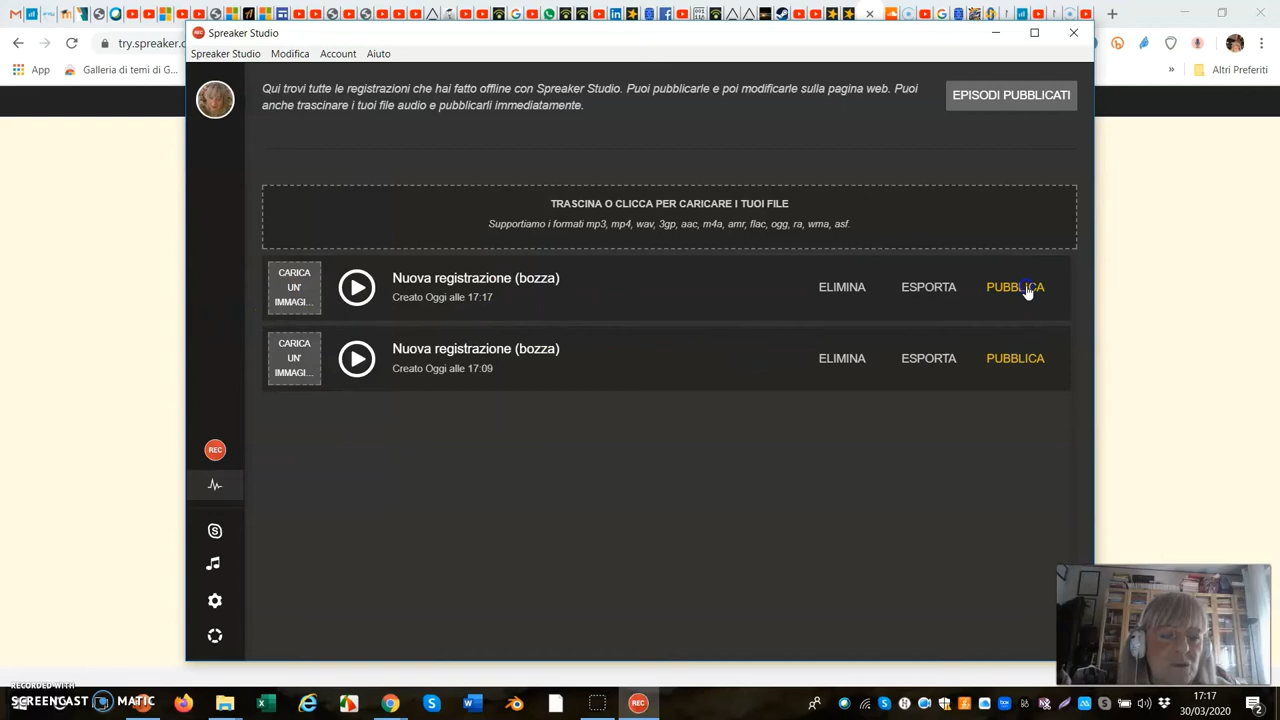 Spreaker Studio
Spreaker Studio Modifica Account Aiuto
try.spreaker.c
App Galleria di temi di G...
» Altri Preferiti
Qui trovi tutte le registrazioni che hai fatto offline con Spreaker Studio. Puoi pubblicarle e poi modificarle sulla pagina web. Puoi
anche trascinare i tuoi file audio e pubblicarli immediatamente.
EPISODI PUBBLICATI
TRASCINA O CLICCA PER CARICARE I TUOI FILE
Supportiamo i formati mp3, mp4, wav, 3gp, aac, m4a, amr, flac, ogg, ra, wma, asf.
CARICA
UN'
IMMAGI...
Nuova registrazione (bozza)
Creato Oggi alle 17:17
ELIMINA ESPORTA PUBBLICA
CARICA
UN'
IMMAGI...
Nuova registrazione (bozza)
Creato Oggi alle 17:09
ELIMINA ESPORTA PUBBLICA
REC
RECORDED WITH
SCREENCAST MATIC
REC
17:17
30/03/2020
2